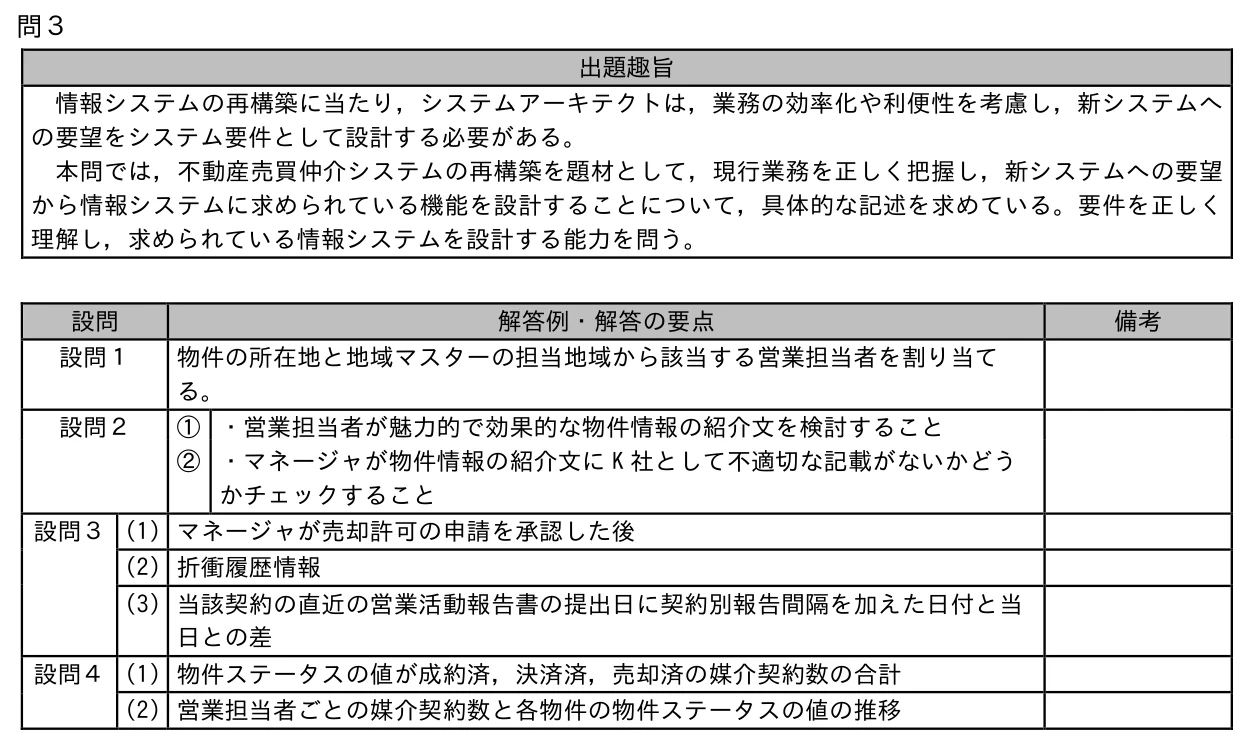 問３
出題趣旨
情報システムの再構築に当たり，システムアーキテクトは，業務の効率化や利便性を考慮し，新システムへ
の要望をシステム要件として設計する必要がある。
本問では，不動産売買仲介システムの再構築を題材として，現行業務を正しく把握し，新システムへの要望
から情報システムに求められている機能を設計することについて，具体的な記述を求めている。要件を正しく
理解し，求められている情報システムを設計する能力を問う。
設問 解答例・解答の要点 備考
設問１ 物件の所在地と地域マスターの担当地域から該当する営業担当者を割り当て
る。
設問２ ① ・営業担当者が魅力的で効果的な物件情報の紹介文を検討すること
② ・マネージャが物件情報の紹介文に K 社として不適切な記載がないかどう
かチェックすること
設問３ (1) マネージャが売却許可の申請を承認した後
(2) 折衝履歴情報
(3) 当該契約の直近の営業活動報告書の提出日に契約別報告間隔を加えた日付と当
日との差
設問４ (1) 物件ステータスの値が成約済，決済済，売却済の媒介契約数の合計
(2) 営業担当者ごとの媒介契約数と各物件の物件ステータスの値の推移